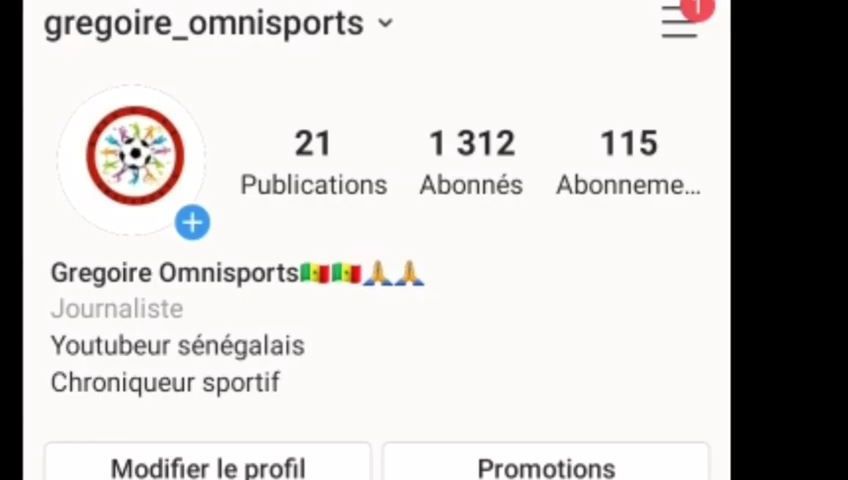 gregoire_omnisports
1
21 1 312 115
Publications Abonnés Abonneme...
Gregoire Omnisports🇸🇳🇸🇳🙏🙏
Journaliste
Youtubeur sénégalais
Chroniqueur sportif
Modifier le profil Promotions